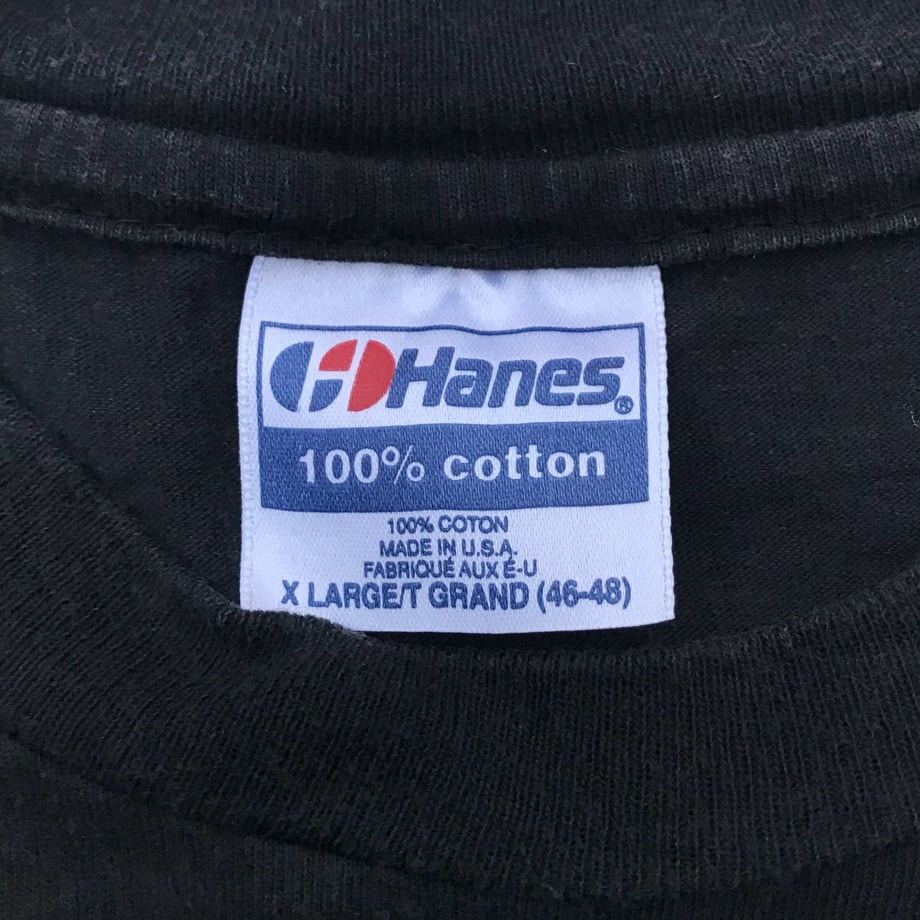 Hanes®
100% cotton
100% COTON
MADE IN U.S.A.
FABRIQUÉ AUX É-U
X LARGE/T GRAND (46-48)